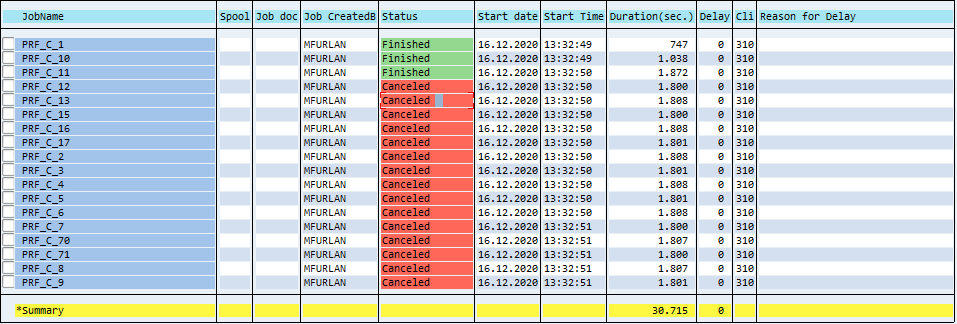 JobName Spool Job doc Job CreatedB Status Start date Start Time Duration(sec.) Delay Cli Reason for Delay
PRF_C_1 MFURLAN Finished 16.12.2020 13:32:49 747 0 310
PRF_C_10 MFURLAN Finished 16.12.2020 13:32:49 1.038 0 310
PRF_C_11 MFURLAN Finished 16.12.2020 13:32:50 1.872 0 310
PRF_C_12 MFURLAN Canceled 16.12.2020 13:32:50 1.800 0 310
PRF_C_13 MFURLAN Canceled 16.12.2020 13:32:50 1.808 0 310
PRF_C_15 MFURLAN Canceled 16.12.2020 13:32:50 1.800 0 310
PRF_C_16 MFURLAN Canceled 16.12.2020 13:32:50 1.808 0 310
PRF_C_17 MFURLAN Canceled 16.12.2020 13:32:50 1.801 0 310
PRF_C_2 MFURLAN Canceled 16.12.2020 13:32:50 1.808 0 310
PRF_C_3 MFURLAN Canceled 16.12.2020 13:32:50 1.801 0 310
PRF_C_4 MFURLAN Canceled 16.12.2020 13:32:50 1.808 0 310
PRF_C_5 MFURLAN Canceled 16.12.2020 13:32:50 1.801 0 310
PRF_C_6 MFURLAN Canceled 16.12.2020 13:32:50 1.808 0 310
PRF_C_7 MFURLAN Canceled 16.12.2020 13:32:51 1.800 0 310
PRF_C_70 MFURLAN Canceled 16.12.2020 13:32:51 1.807 0 310
PRF_C_71 MFURLAN Canceled 16.12.2020 13:32:51 1.800 0 310
PRF_C_8 MFURLAN Canceled 16.12.2020 13:32:51 1.807 0 310
PRF_C_9 MFURLAN Canceled 16.12.2020 13:32:51 1.801 0 310
*Summary 30.715 0